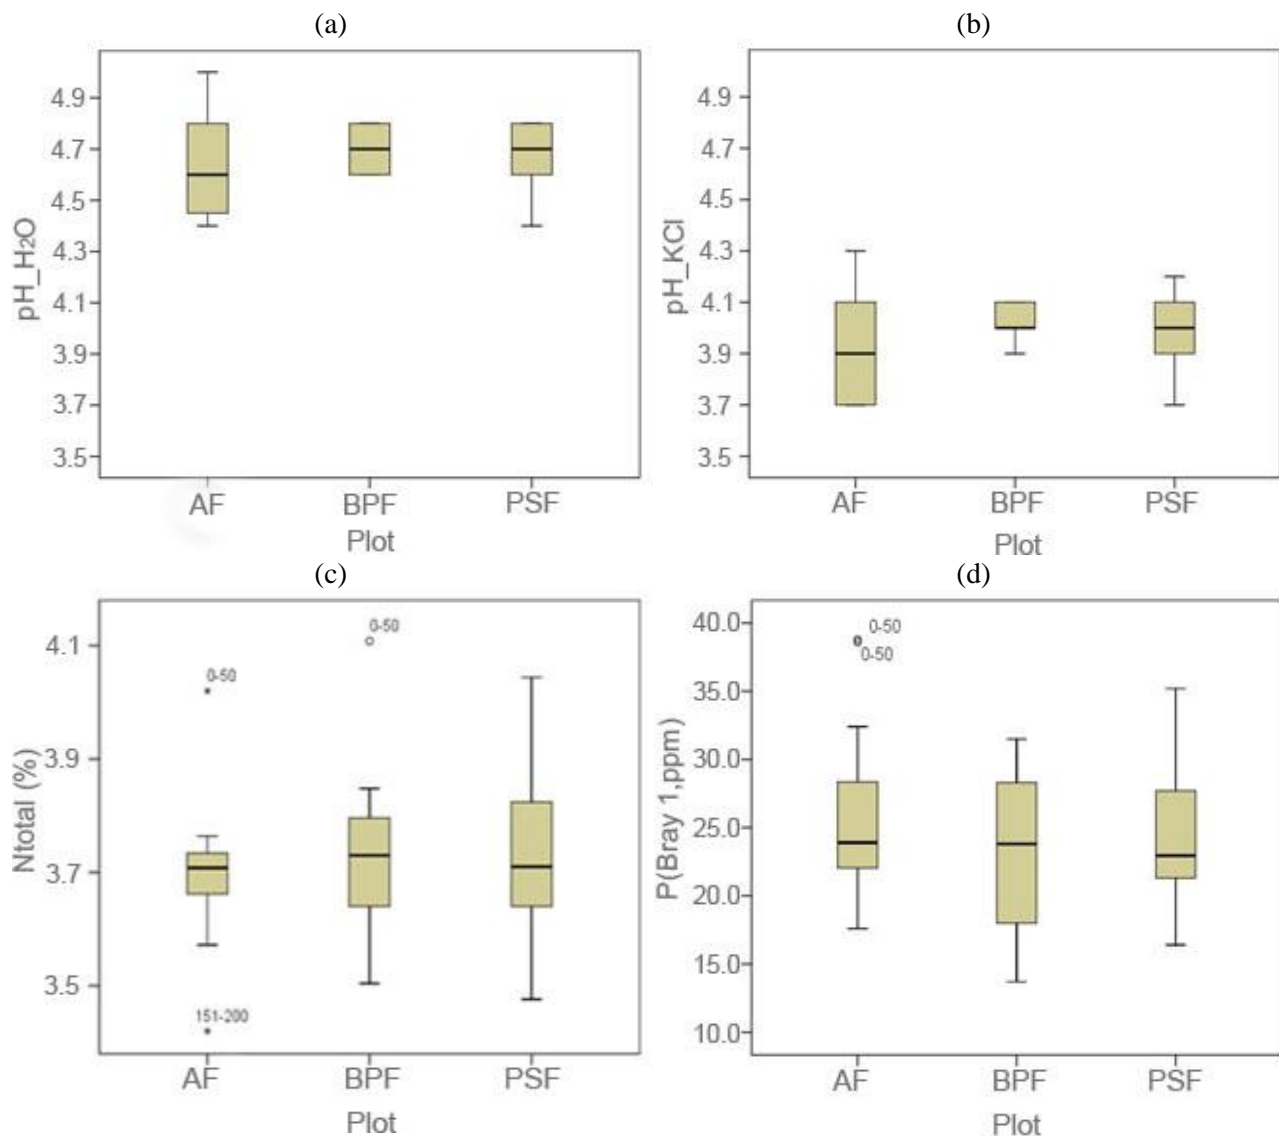 (a)
4.9
4.7
4.5
4.3
4.1
3.9
3.7
3.5
pH_H2O
AF BPF PSF
Plot
(b)
4.9
4.7
4.5
4.3
4.1
3.9
3.7
3.5
pH_KCl
AF BPF PSF
Plot
(c)
4.1
3.9
3.7
3.5
Ntotal (%)
0-50
0-50
151-200
AF BPF PSF
Plot
(d)
40.0
35.0
30.0
25.0
20.0
15.0
10.0
P(Bray 1,ppm)
0-50
0-50
AF BPF PSF
Plot